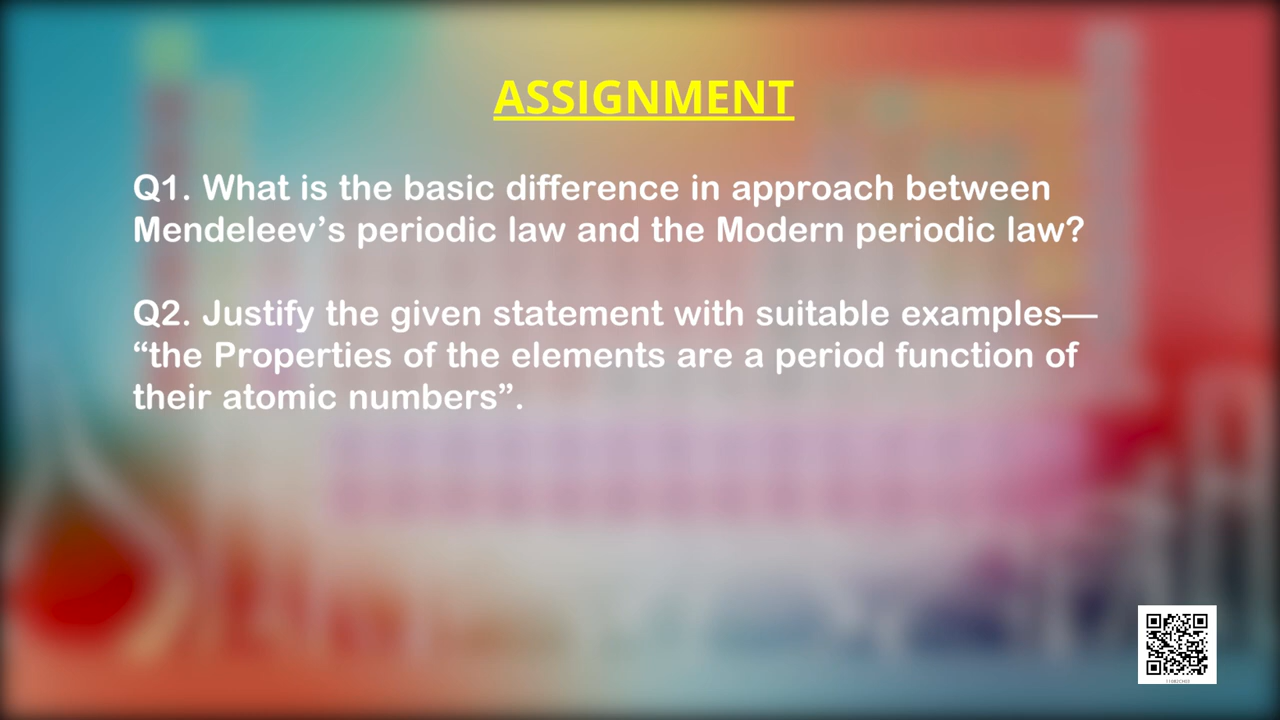 ASSIGNMENT
Q1. What is the basic difference in approach between
Mendeleev’s periodic law and the Modern periodic law?
Q2. Justify the given statement with suitable examples—
“the Properties of the elements are a period function of
their atomic numbers”.